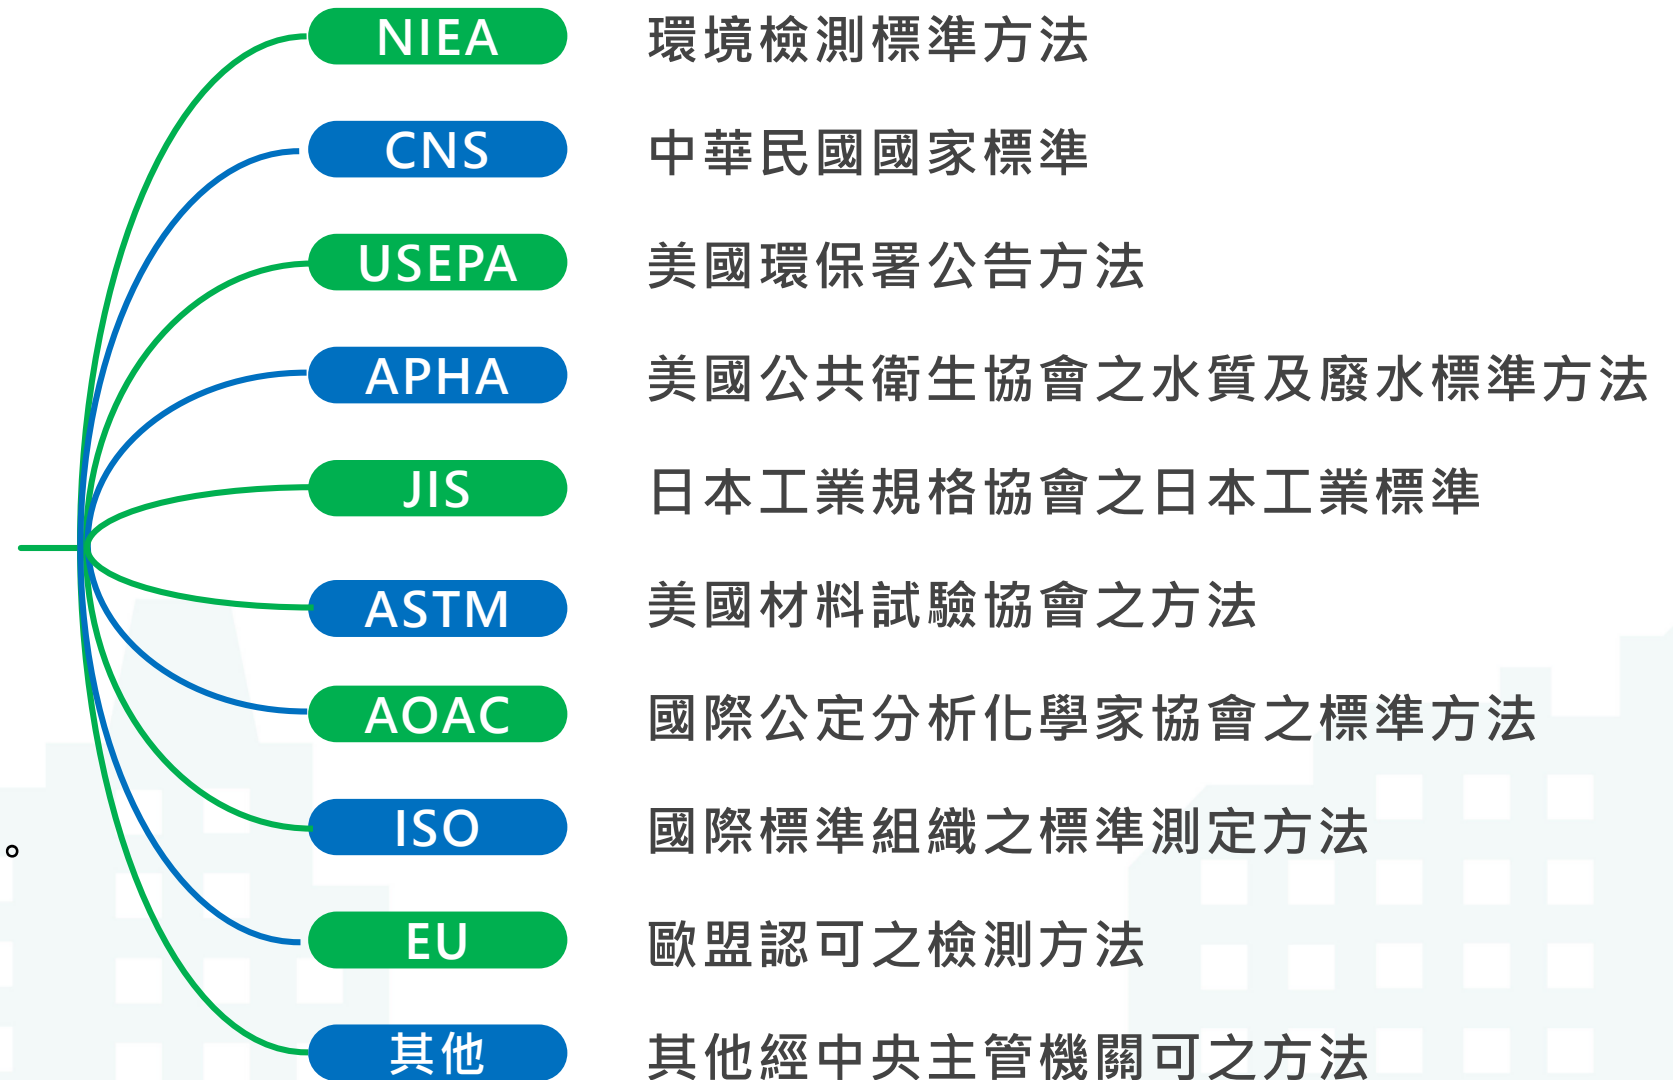 NIEA 環境檢測標準方法
CNS 中華民國國家標準
USEPA 美國環保署公告方法
APHA 美國公共衛生協會之水質及廢水標準方法
JIS 日本工業規格協會之日本工業標準
ASTM 美國材料試驗協會之方法
AOAC 國際公定分析化學家協會之標準方法
ISO 國際標準組織之標準測定方法
。
EU 歐盟認可之檢測方法
其他 其他經中央主管機關可之方法